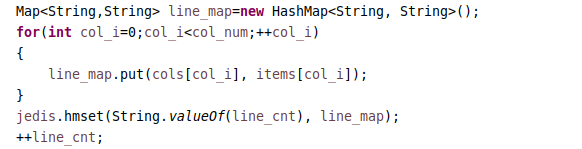 Map<String,String> line_map=new HashMap<String, String>();
for(int col_i=0;col_i<col_num;++col_i)
{
    line_map.put(cols[col_i], items[col_i]);
}
jedis.hmset(String.valueOf(line_cnt), line_map);
++line_cnt;